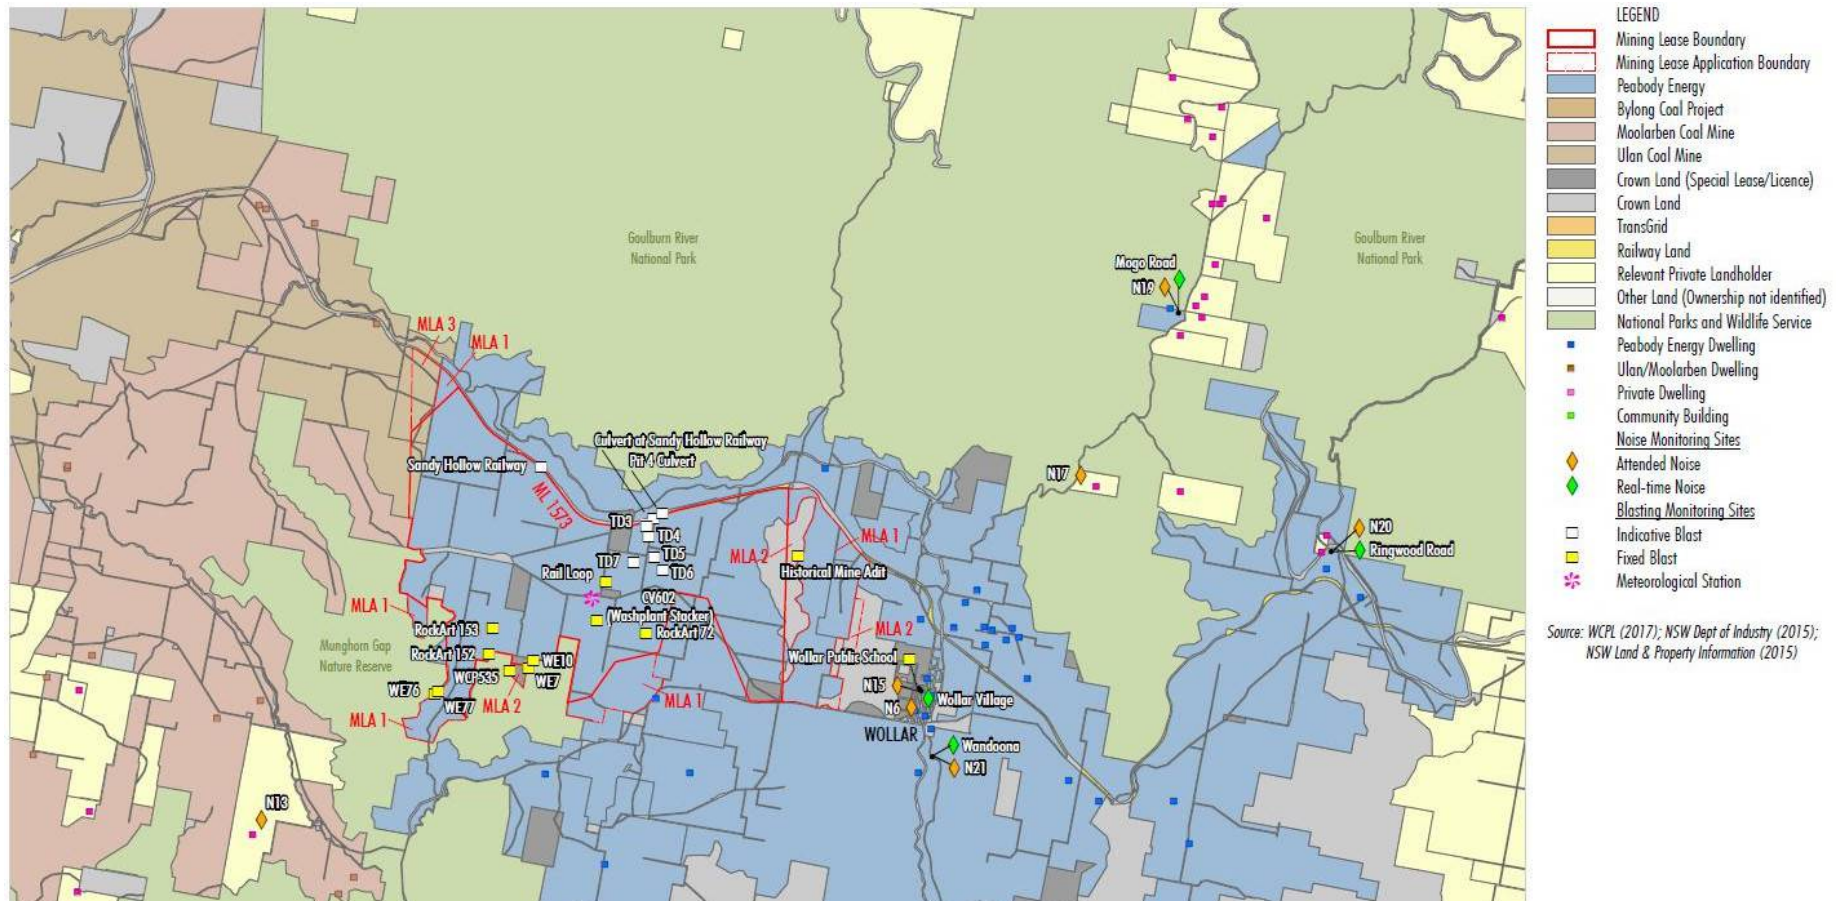 LEGEND
Mining Lease Boundary
Mining Lease Application Boundary
Peabody Energy
Bylong Coal Project
Moolarben Coal Mine
Ulan Coal Mine
Crown Land (Special Lease/Licence)
Crown Land
TransGrid
Railway Land
Relevant Private Landholder
Other Land (Ownership not identified)
National Parks and Wildlife Service
Peabody Energy Dwelling
Ulan/Moolarben Dwelling
Private Dwelling
Community Building
Noise Monitoring Sites
Attended Noise
Real-time Noise
Blasting Monitoring Sites
Indicative Blast
Fixed Blast
Meteorological Station
Source: WCPL (2017); NSW Dept of Industry (2015);
NSW Land & Property Information (2015)
Goulburn River
National Park
Goulburn River
National Park
Mogo Road
N19
MLA 3
MLA 1
Culvert at Sandy Hollow Railway
Pit 4 Culvert
Sandy Hollow Railway
ML 1573
N17
TD3
TD4
TD5
TD7
TD6
MLA 1
MLA 2
N20
Ringwood Road
Rail Loop
Historical Mine Adit
CV602
(Washplant Stacker)
MLA 1
RockArt 153
RockArt 72
MLA 2
Munghorn Gap
Nature Reserve
RockArt 152
WE10
Wollar Public School
WCP535
WE7
WE76
WE77
MLA 2
MLA 1
MLA 1
N15
Wollar Village
N6
WOLLAR
Wandoona
N21
N13